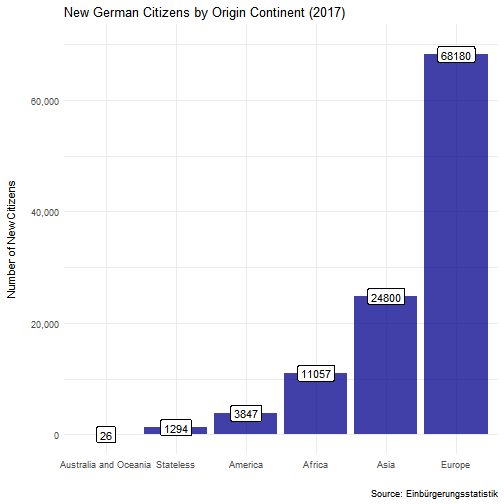 New German Citizens by Origin Continent (2017)
Number of New Citizens
60,000
40,000
20,000
0
26
1294
3847
11057
24800
68180
Australia and Oceania Stateless America Africa Asia Europe
Source: Einbürgerungsstatistik